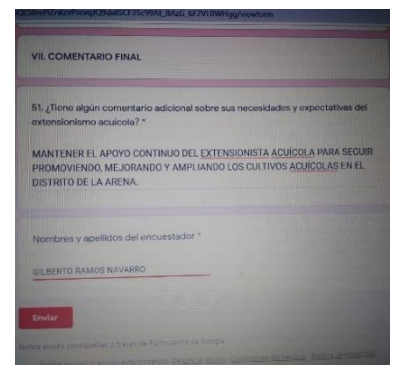 VII. COMENTARIO FINAL
51. ¿Tiene algún comentario adicional sobre sus necesidades y expectativas del
extensionismo acuícola? *
MANTENER EL APOYO CONTINUO DEL EXTENSIONISTA ACUÍCOLA PARA SEGUIR
PROMOVIENDO, MEJORANDO Y AMPLIANDO LOS CULTIVOS ACUÍCOLAS EN EL
DISTRITO DE LA ARENA.
Nombres y apellidos del encuestador *
GILBERTO RAMOS NAVARRO
Enviar
Nunca envíes contraseñas a través de Formularios de Google.